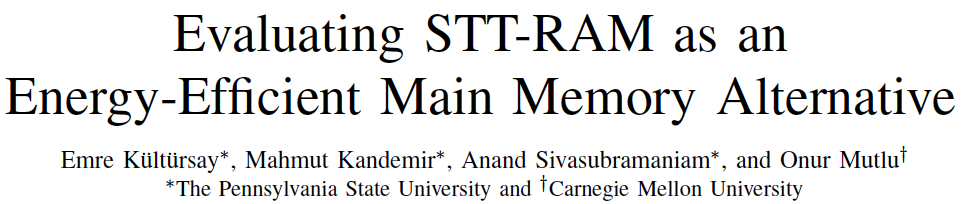 Evaluating STT-RAM as an
Energy-Efficient Main Memory Alternative
Emre Kültürsay*, Mahmut Kandemir*, Anand Sivasubramaniam*, and Onur Mutlu†
*The Pennsylvania State University and †Carnegie Mellon University